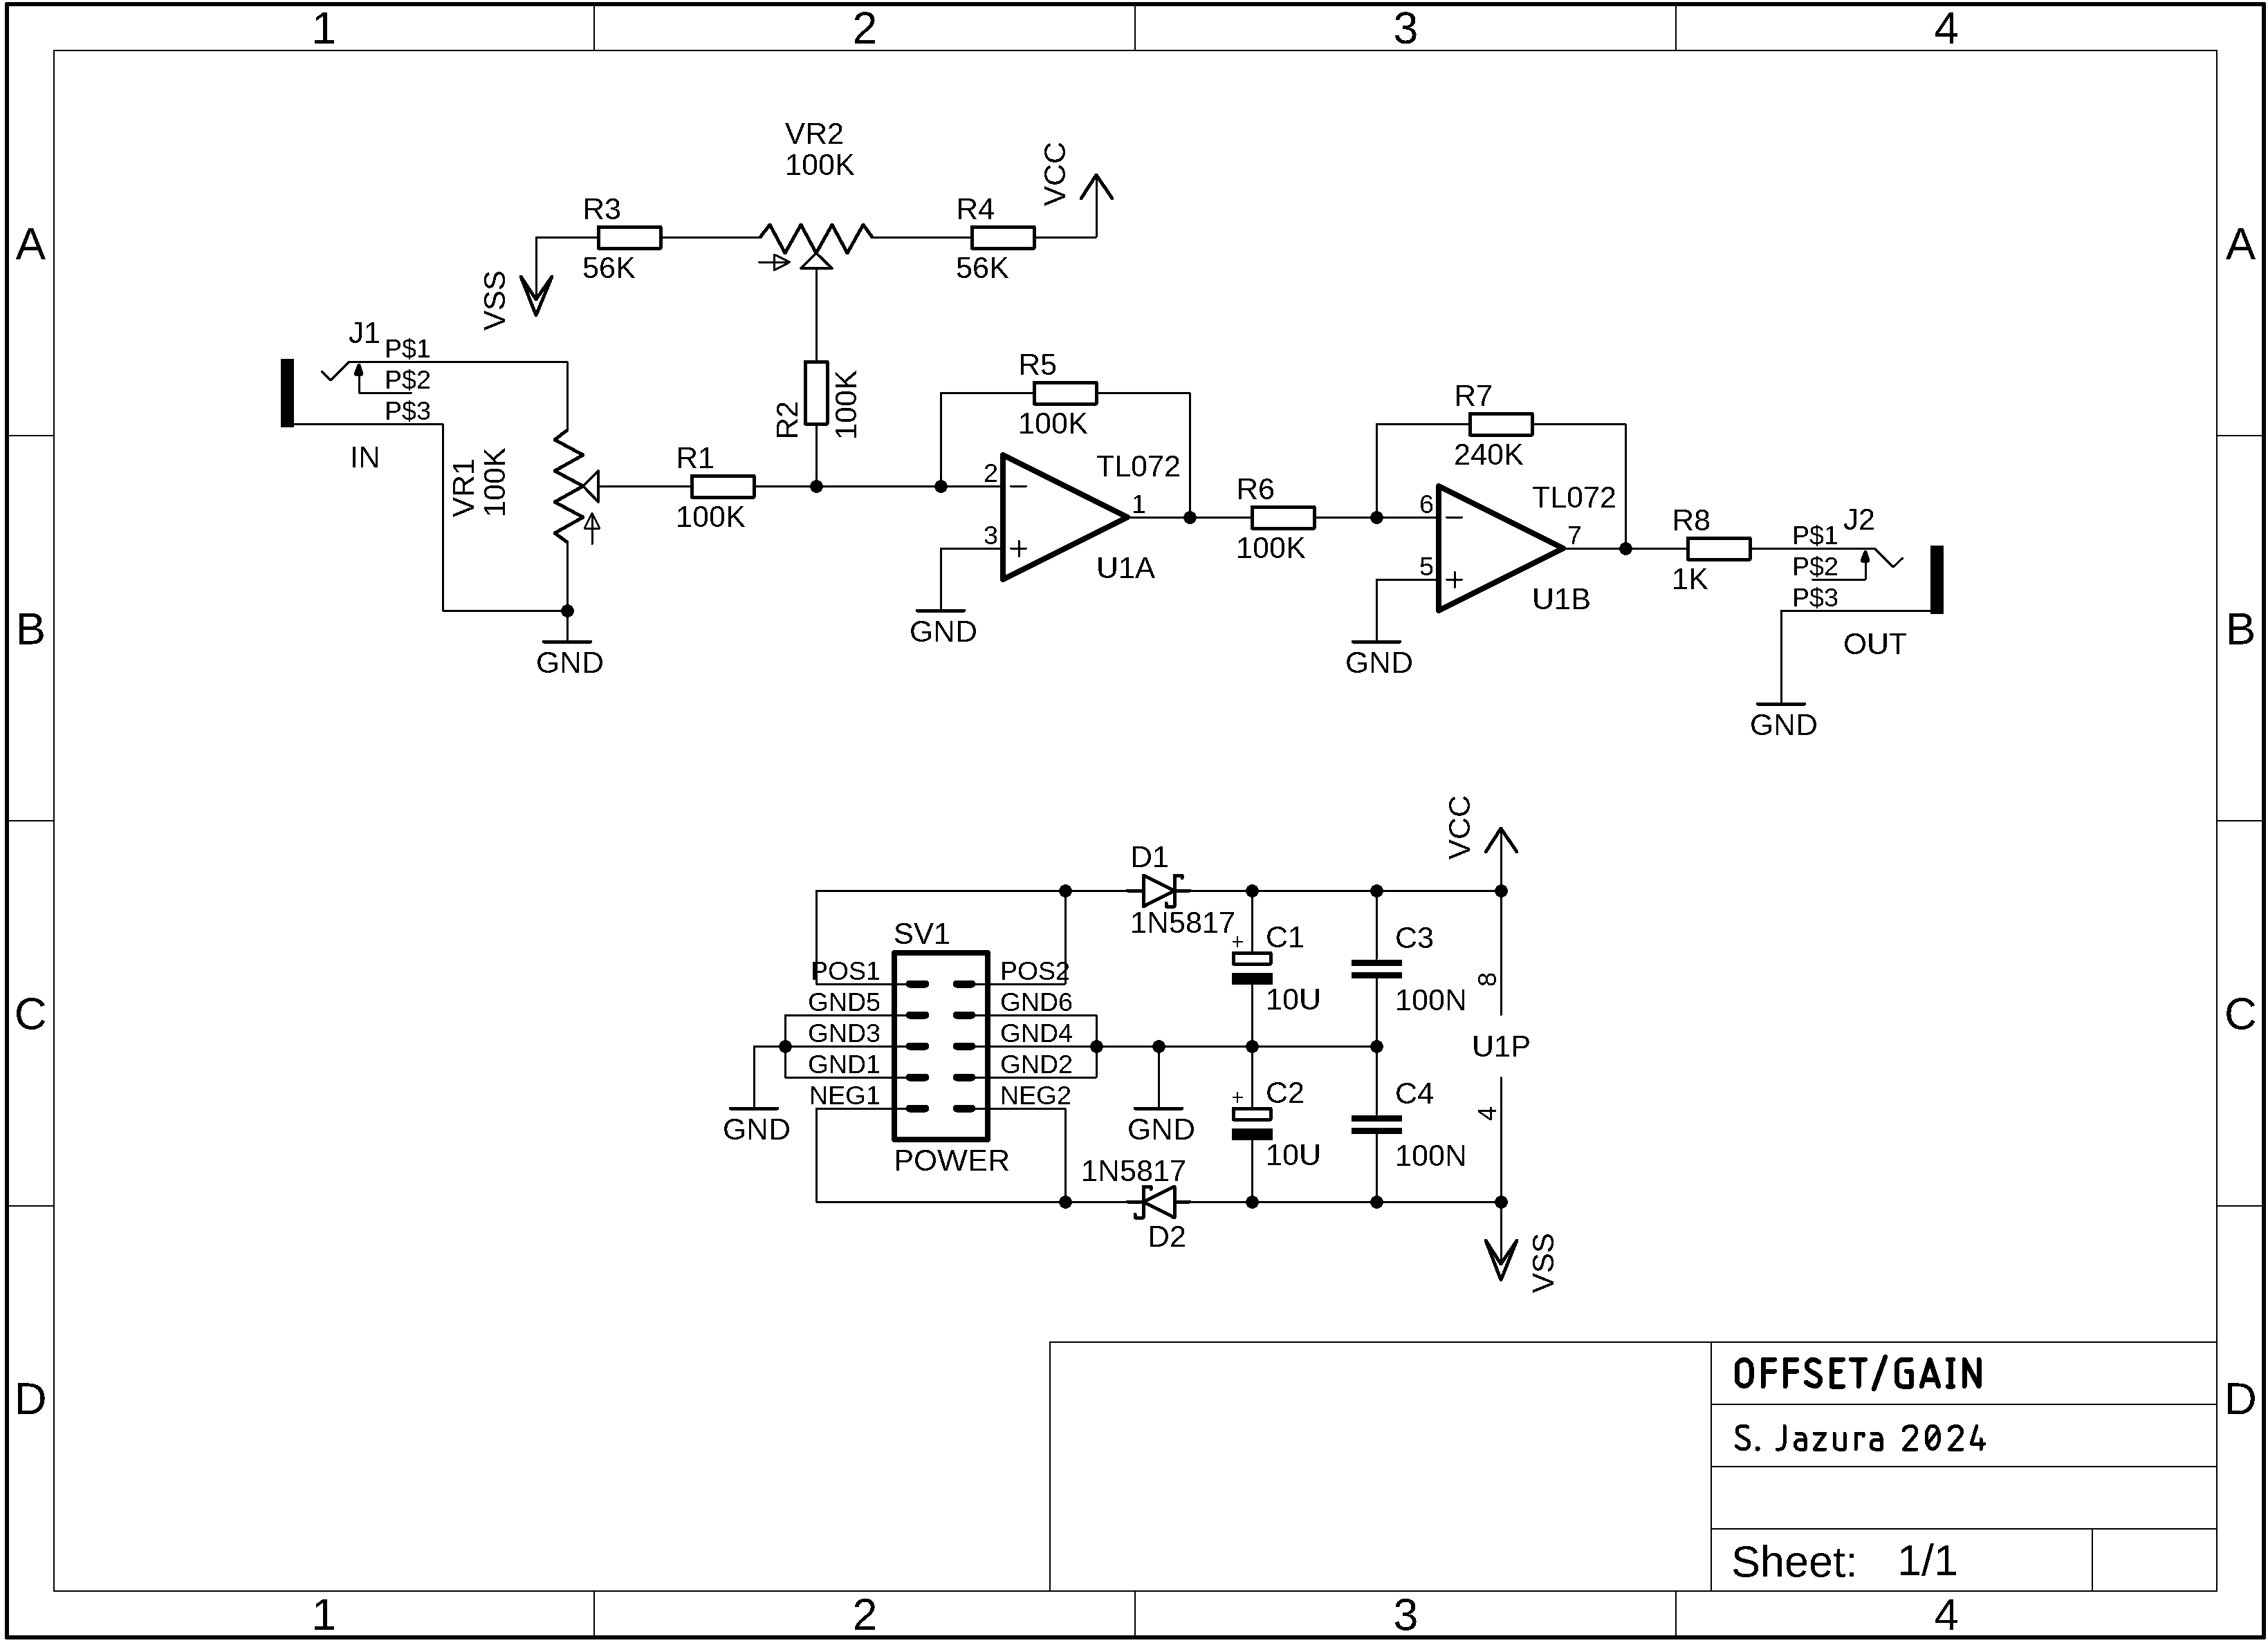 1 2 3 4
A A
B B
C C
D D
VR2
100K
VCC
R3
56K
R4
56K
VSS
J1
P$1
P$2
P$3
IN
VR1
100K
R1
100K
R2
100K
R5
100K
2
3
1
TL072
U1A
GND
GND
R6
100K
R7
240K
6
5
7
TL072
U1B
GND
R8
1K
P$1
P$2
P$3
J2
OUT
GND
VCC
D1
1N5817
SV1
POS1
GND5
GND3
GND1
NEG1
POS2
GND6
GND4
GND2
NEG2
POWER
GND
GND
+
C1
10U
C3
100N
8
U1P
4
+
C2
10U
C4
100N
1N5817
D2
VSS
OFFSET/GAIN
S. Jazura 2024
Sheet: 1/1
1 2 3 4